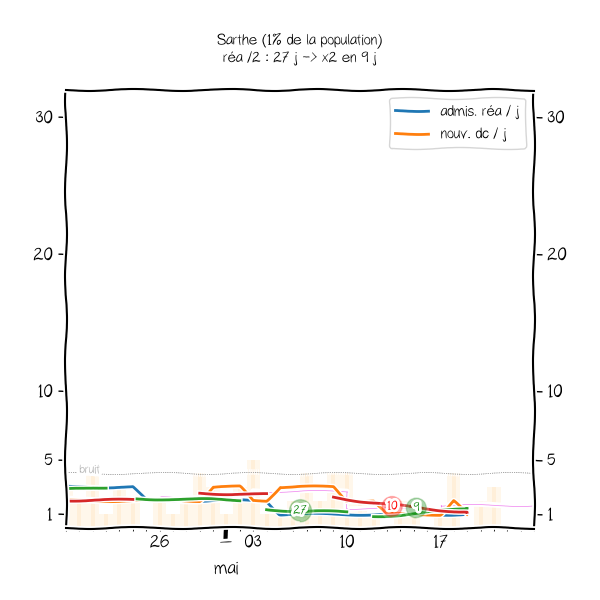 Sarthe (1% de la population)
réa /2 : 27 j -> x2 en 9 j
admis. réa / j
nouv. dc / j
30
30
20
20
10
10
5
5
bruit
1
1
27
10
9
26
03
10
17
mai